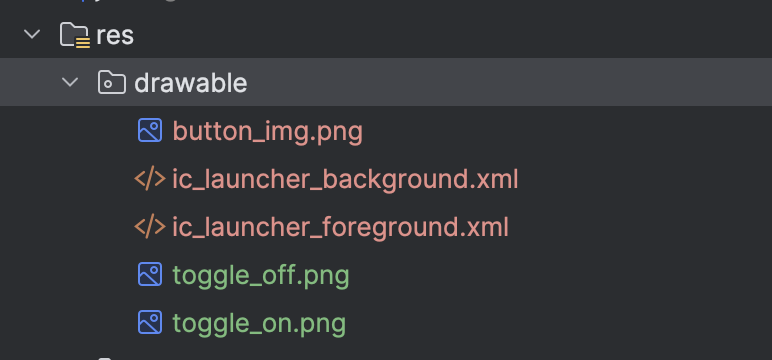 res
drawable
button_img.png
ic_launcher_background.xml
ic_launcher_foreground.xml
toggle_off.png
toggle_on.png